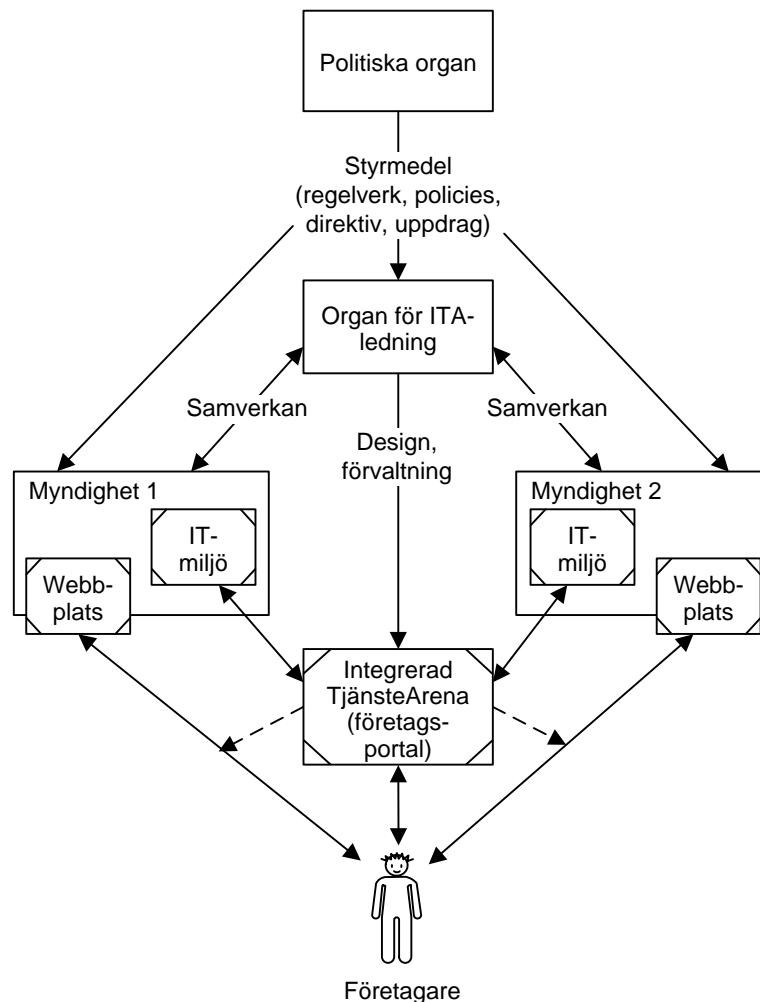 Politiska organ
Styrmedel
(regelverk, policies,
direktiv, uppdrag)
Organ för ITA-
ledning
Samverkan
Samverkan
Design,
förvaltning
Myndighet 1
IT-
miljö
Webb-
plats
Myndighet 2
IT-
miljö
Webb-
plats
Integrerad
TjänsteArena
(företags-
portal)
Företagare